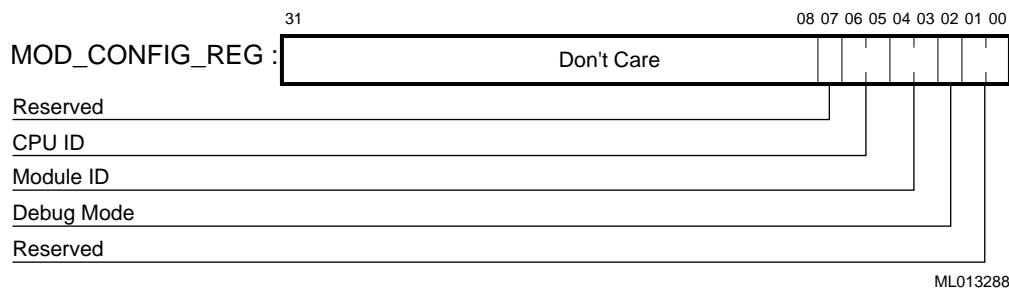 31 08 07 06 05 04 03 02 01 00
MOD_CONFIG_REG : Don't Care
Reserved
CPU ID
Module ID
Debug Mode
Reserved
ML013288